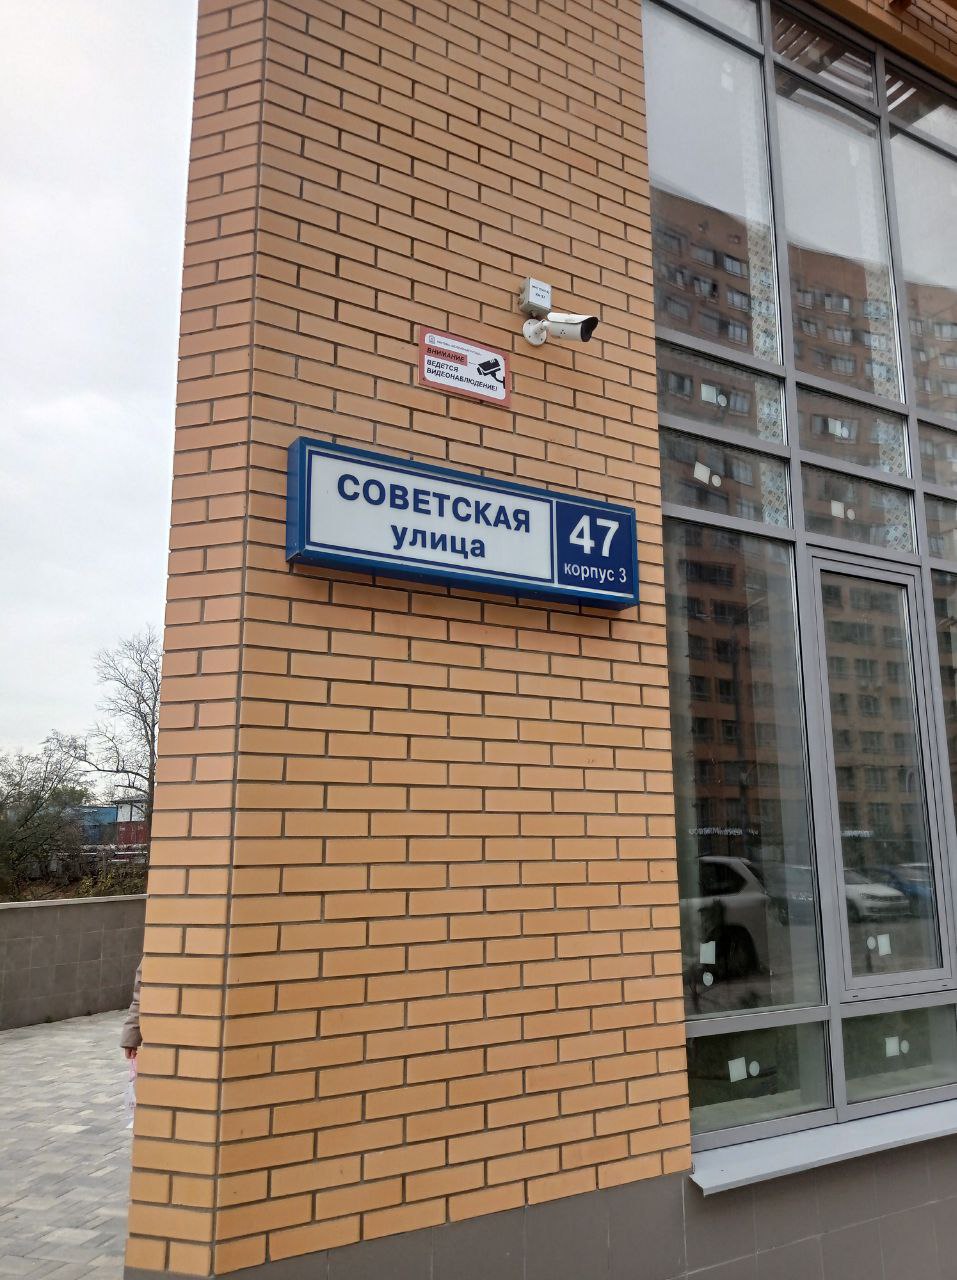 ВНИМАНИЕ
ВЕДЕТСЯ
ВИДЕОНАБЛЮДЕНИЕ!
СОВЕТСКАЯ
улица
47
корпус 3